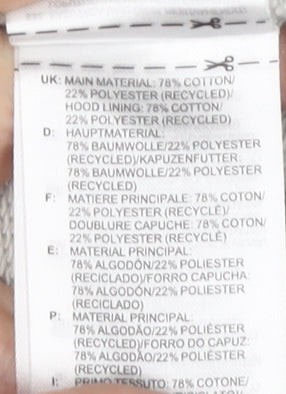 UK: MAIN MATERIAL: 78% COTTON/
22% POLYESTER (RECYCLED)/
HOOD LINING: 78% COTTON/
22% POLYESTER (RECYCLED)
D: HAUPTMATERIAL:
78% BAUMWOLLE/22% POLYESTER
(RECYCLED)/KAPUZENFUTTER:
78% BAUMWOLLE/22% POLYESTER
(RECYCLED)
F: MATIERE PRINCIPALE: 78% COTON/
22% POLYESTER (RECYCLÉ)/
DOUBLURE CAPUCHE: 78% COTON/
22% POLYESTER (RECYCLÉ)
E: MATERIAL PRINCIPAL:
78% ALGODÓN/22% POLIÉSTER
(RECICLADO)/FORRO CAPUCHA:
78% ALGODÓN/22% POLIÉSTER
(RECICLADO)
P: MATERIAL PRINCIPAL:
78% ALGODÃO/22% POLIÉSTER
(RECYCLED)/FORRO DO CAPUZ:
78% ALGODÃO/22% POLIÉSTER
(RECYCLED)
I: PRIMO TESSUTO: 78% COTONE/